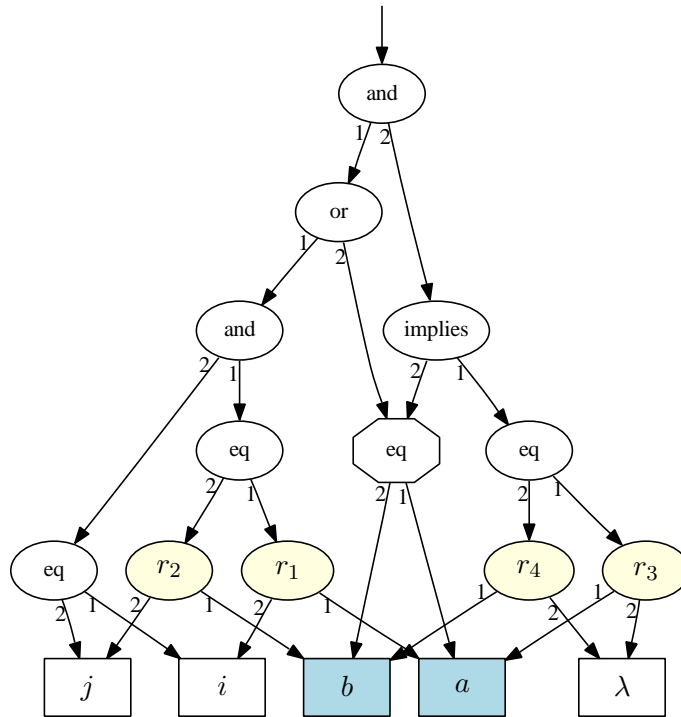 and
1 2
or
1 2
and implies
2 1 2 1
eq eq eq
2 1 2 1 2 1
eq r₂ r₁ r₄ r₃
2 1 2 1 2 1 1 2 1 2
j i b a λ